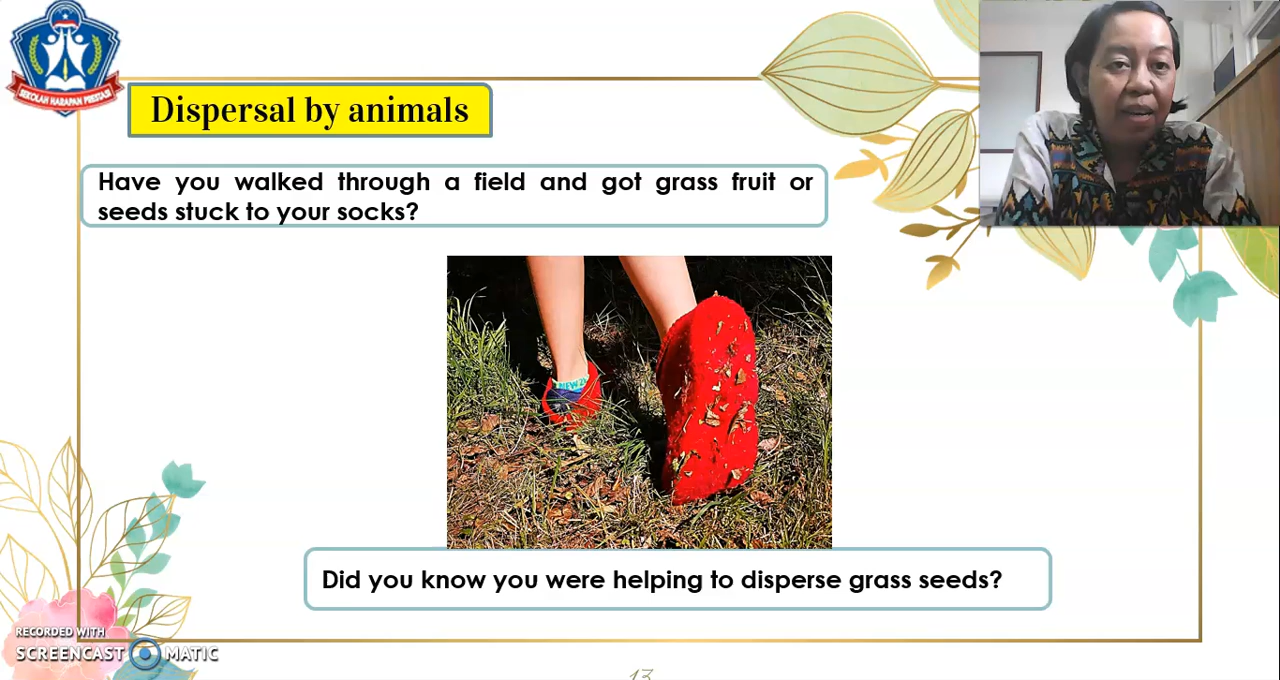 SEKOLAH HARAPAN PRESTASI
Dispersal by animals
Have you walked through a field and got grass fruit or
seeds stuck to your socks?
Did you know you were helping to disperse grass seeds?
RECORDED WITH
SCREENCAST MATIC
13